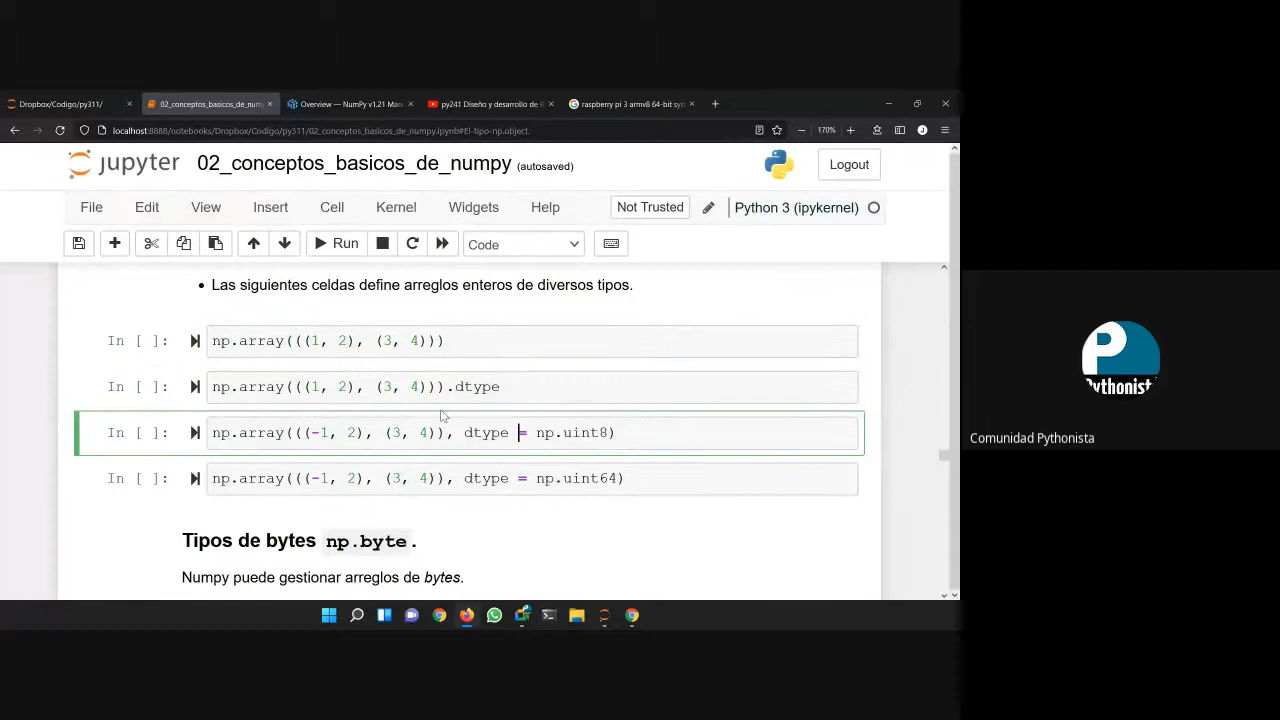 Dropbox/Codigo/py311/
02_conceptos_basicos_de_num
Overview — NumPy v1.21 Man
py241 Diseño y desarrollo de
raspberry pi 3 armv8 64-bit sy
localhost:8888/notebooks/Dropbox/Codigo/py311/02_conceptos_basicos_de_numpy.ipynb#El-tipo-np.object.
170%
jupyter 02_conceptos_basicos_de_numpy (autosaved)
Logout
File Edit View Insert Cell Kernel Widgets Help
Not Trusted
Python 3 (ipykernel)
Run
Code
• Las siguientes celdas define arreglos enteros de diversos tipos.
In [ ]: np.array(((1, 2), (3, 4)))
In [ ]: np.array(((1, 2), (3, 4))).dtype
In [ ]: np.array(((-1, 2), (3, 4)), dtype = np.uint8)
In [ ]: np.array(((-1, 2), (3, 4)), dtype = np.uint64)
Tipos de bytes np.byte.
Numpy puede gestionar arreglos de bytes.
P
Pythonist
Comunidad Pythonista